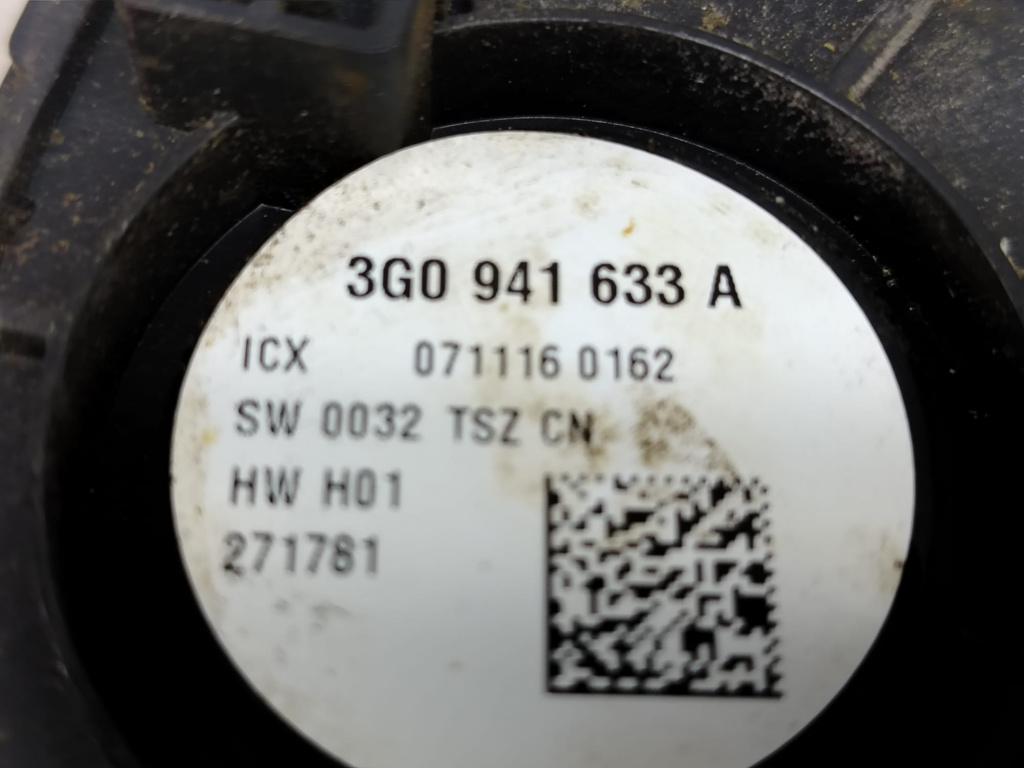 3G0 941 633 A
ICX 071116 0162
SW 0032 TSZ CN
HW H01
271781